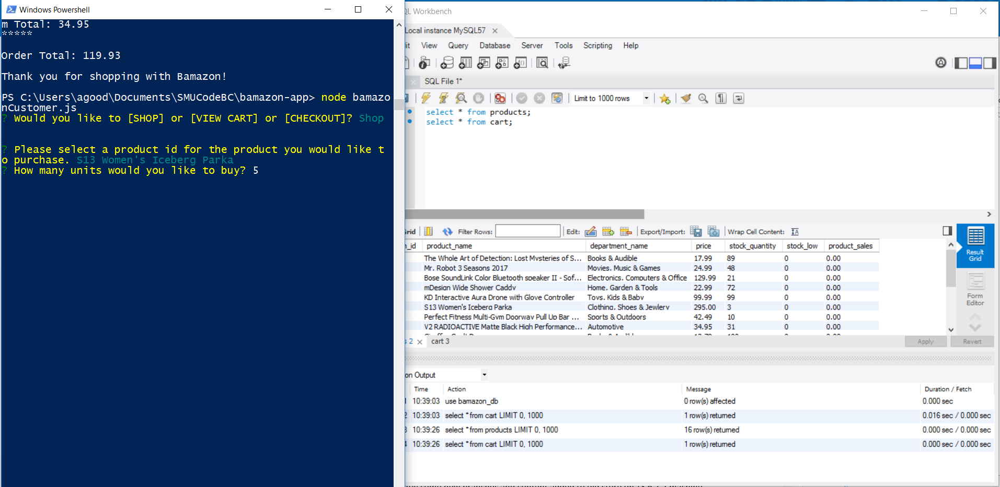 Windows Powershell
m Total: 34.95
*****
Order Total: 119.93
Thank you for shopping with Bamazon!
PS C:\Users\agood\Documents\SMUCodeBC\bamazon-app> node bamazo
nCustomer.js
? Would you like to [SHOP] or [VIEW CART] or [CHECKOUT]? Shop
? Please select a product id for the product you would like t
o purchase. S13 Women's Iceberg Parka
? How many units would you like to buy? 5
QL Workbench
Local instance MySQL57
it View Query Database Server Tools Scripting Help
SQL File 1*
Limit to 1000 rows
select * from products;
select * from cart;
Grid Filter Rows: Edit: Export/Import: Wrap Cell Content:
n_id product_name department_name price stock_quantity stock_low product_sales
The Whole Art of Detection: Lost Mysteries of S... Books & Audible 17.99 89 0 0.00
Mr. Robot 3 Seasons 2017 Movies, Music & Games 24.99 48 0 0.00
Bose SoundLink Color Bluetooth speaker II - Sof... Electronics, Computers & Office 129.99 21 0 0.00
mDesign Wide Shower Caddy Home, Garden & Tools 22.99 72 0 0.00
KD Interactive Aura Drone with Glove Controller Toys, Kids & Baby 99.99 99 0 0.00
S13 Women's Iceberg Parka Clothing, Shoes & Jewlery 295.00 3 0 0.00
Perfect Fitness Multi-Gym Doorway Pull Up Bar ... Sports & Outdoors 42.49 10 0 0.00
V2 RADIOACTIVE Matte Black High Performance... Automotive 34.95 31 0 0.00
Result
Grid
Form
Editor
s 2 cart 3
Apply Revert
on Output
Time Action Message Duration / Fetch
1 10:39:03 use bamazon_db 0 row(s) affected 0.000 sec
2 10:39:03 select * from cart LIMIT 0, 1000 1 row(s) returned 0.016 sec / 0.000 sec
3 10:39:26 select * from products LIMIT 0, 1000 16 row(s) returned 0.000 sec / 0.000 sec
4 10:39:26 select * from cart LIMIT 0, 1000 1 row(s) returned 0.000 sec / 0.000 sec